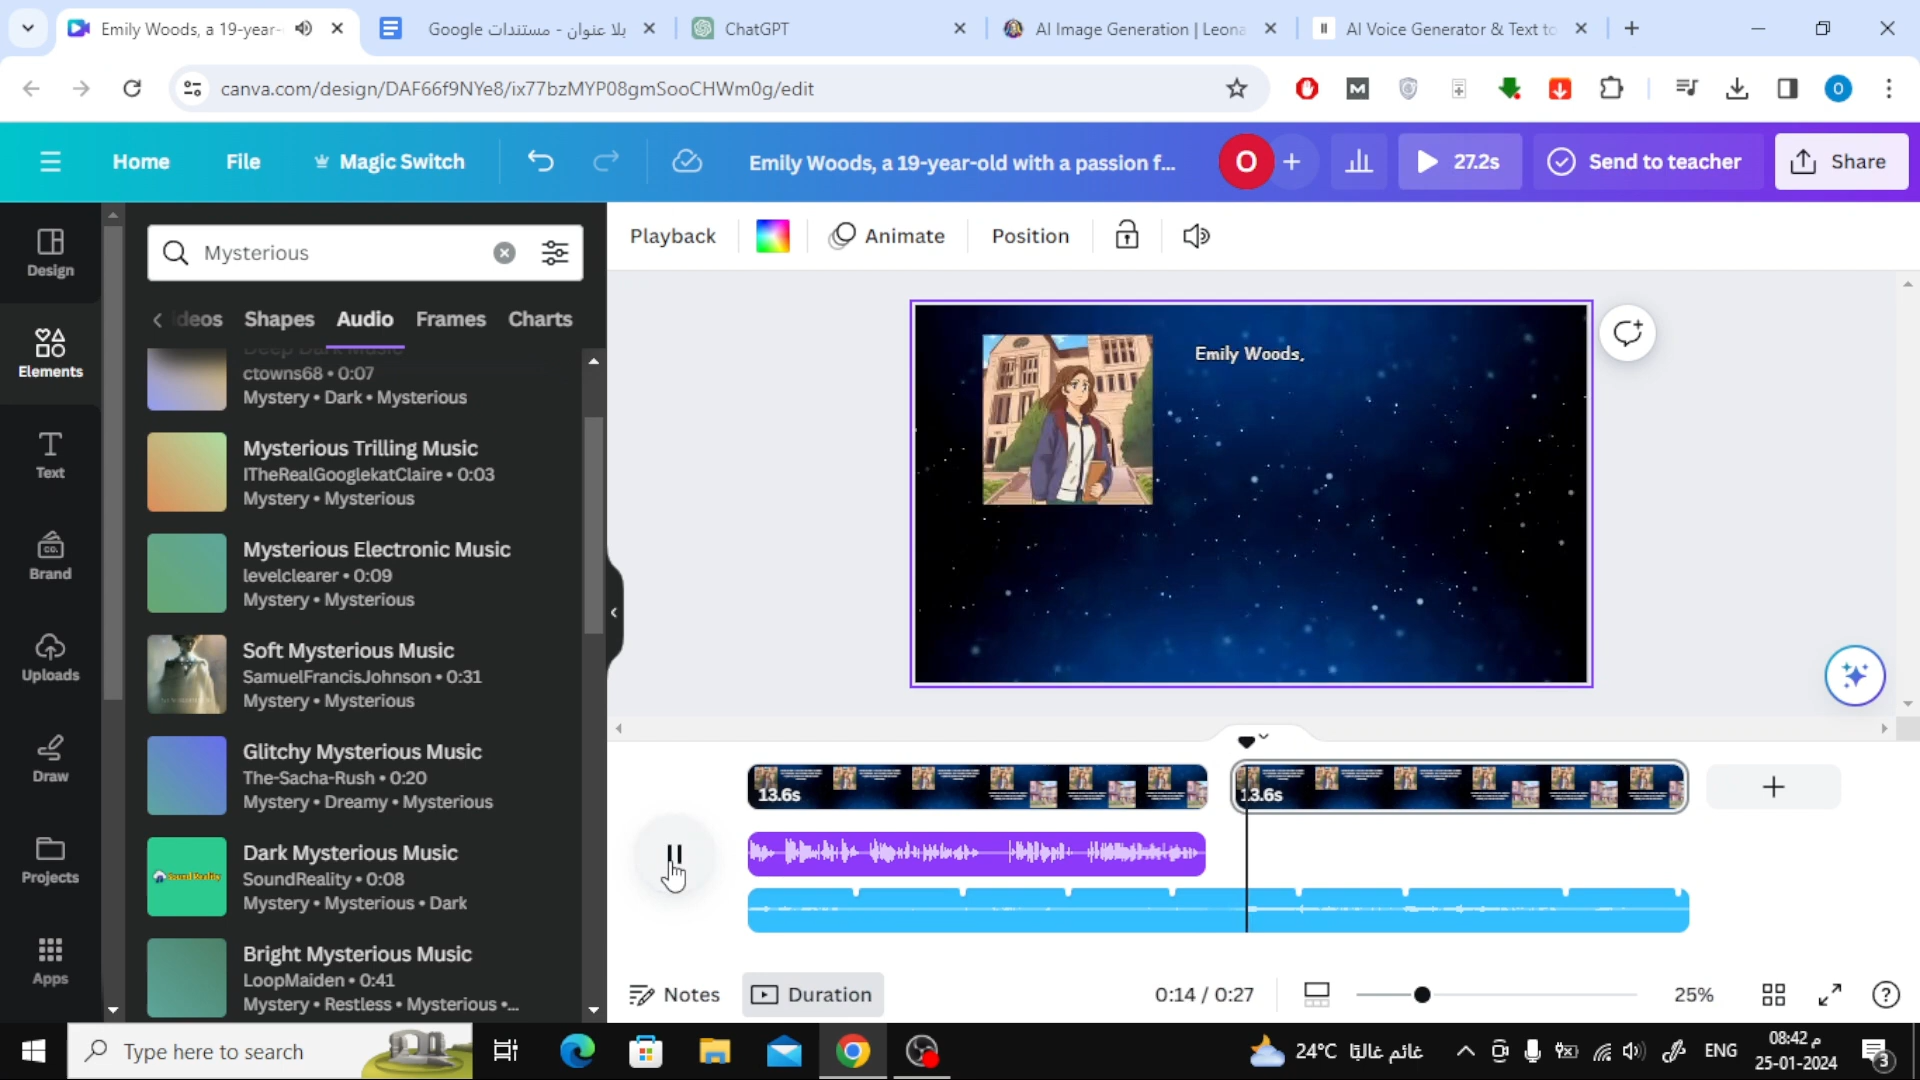 Emily Woods, a 19-year-
بلا عنوان - مستندات Google
ChatGPT
AI Image Generation | Leona
AI Voice Generator & Text to
canva.com/design/DAF66f9NYe8/ix77bzMYP08gmSooCHWm0g/edit
M
O
Home
File
Magic Switch
Emily Woods, a 19-year-old with a passion f...
O
27.2s
Send to teacher
Share
Design
Elements
Text
Brand
Uploads
Draw
Projects
Apps
Mysterious
deos
Shapes
Audio
Frames
Charts
Deep Dark Music
ctowns68 • 0:07
Mystery • Dark • Mysterious
Mysterious Trilling Music
ITheRealGooglekatClaire • 0:03
Mystery • Mysterious
Mysterious Electronic Music
levelclearer • 0:09
Mystery • Mysterious
Soft Mysterious Music
SamuelFrancisJohnson • 0:31
Mystery • Mysterious
Glitchy Mysterious Music
The-Sacha-Rush • 0:20
Mystery • Dreamy • Mysterious
Sound Reality
Dark Mysterious Music
SoundReality • 0:08
Mystery • Mysterious • Dark
Bright Mysterious Music
LoopMaiden • 0:41
Mystery • Restless • Mysterious •...
Playback
Animate
Position
Emily Woods,
13.6s
13.6s
Notes
Duration
0:14 / 0:27
25%
Type here to search
24°C
غائم غالبًا
ENG
08:42 م
25-01-2024
3